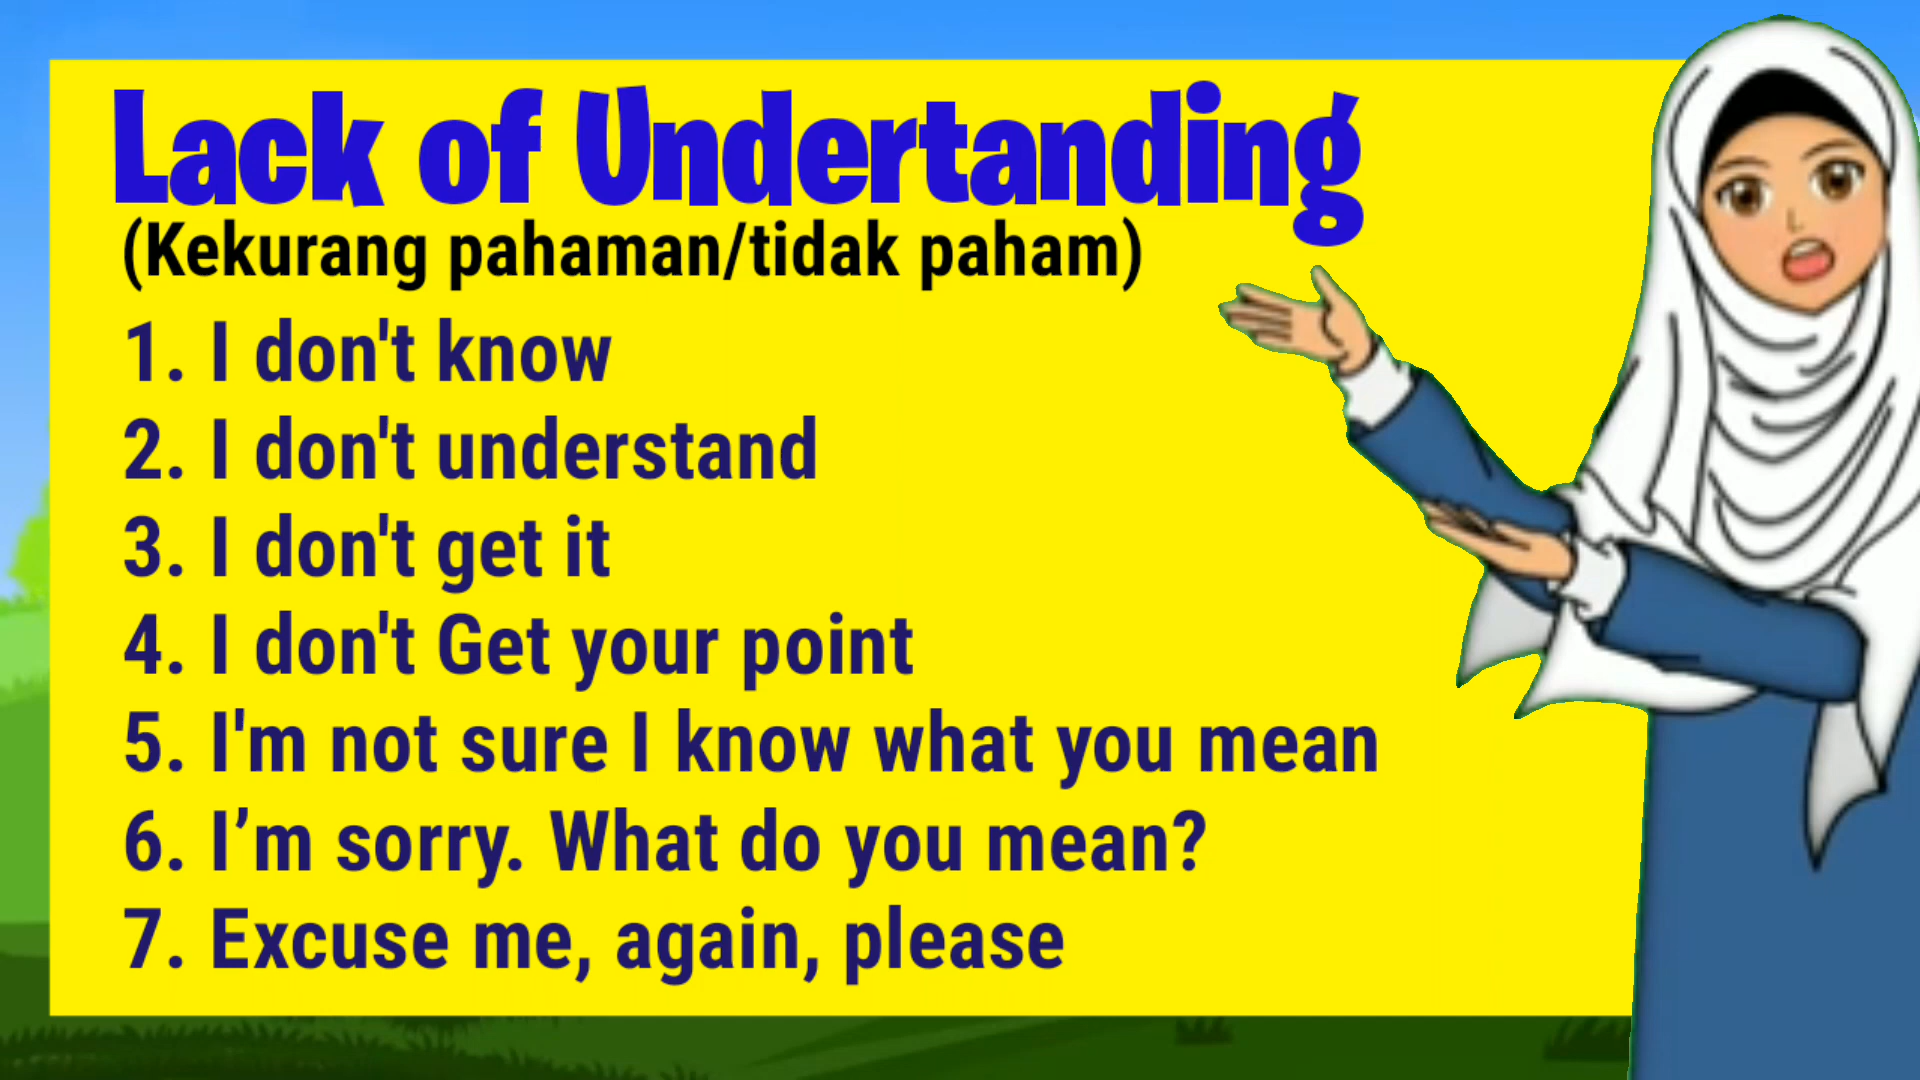 Lack of Undertanding
(Kekurang pahaman/tidak paham)
1. I don't know
2. I don't understand
3. I don't get it
4. I don't Get your point
5. I'm not sure I know what you mean
6. I’m sorry. What do you mean?
7. Excuse me, again, please